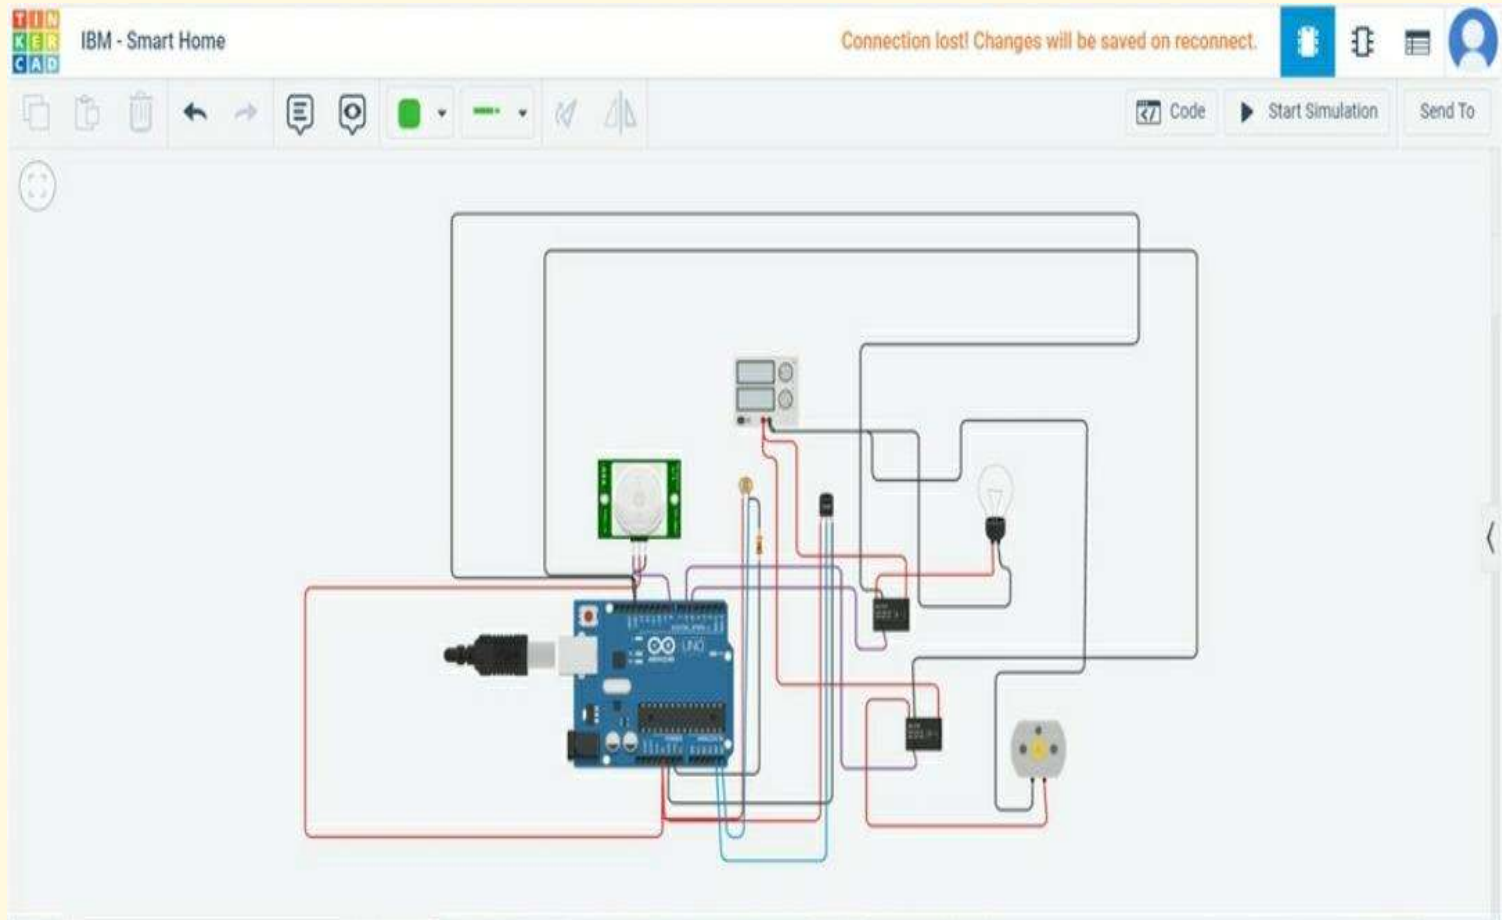 TIN
KER
CAD
IBM - Smart Home
Connection lost! Changes will be saved on reconnect.
Code
Start Simulation
Send To
UNO